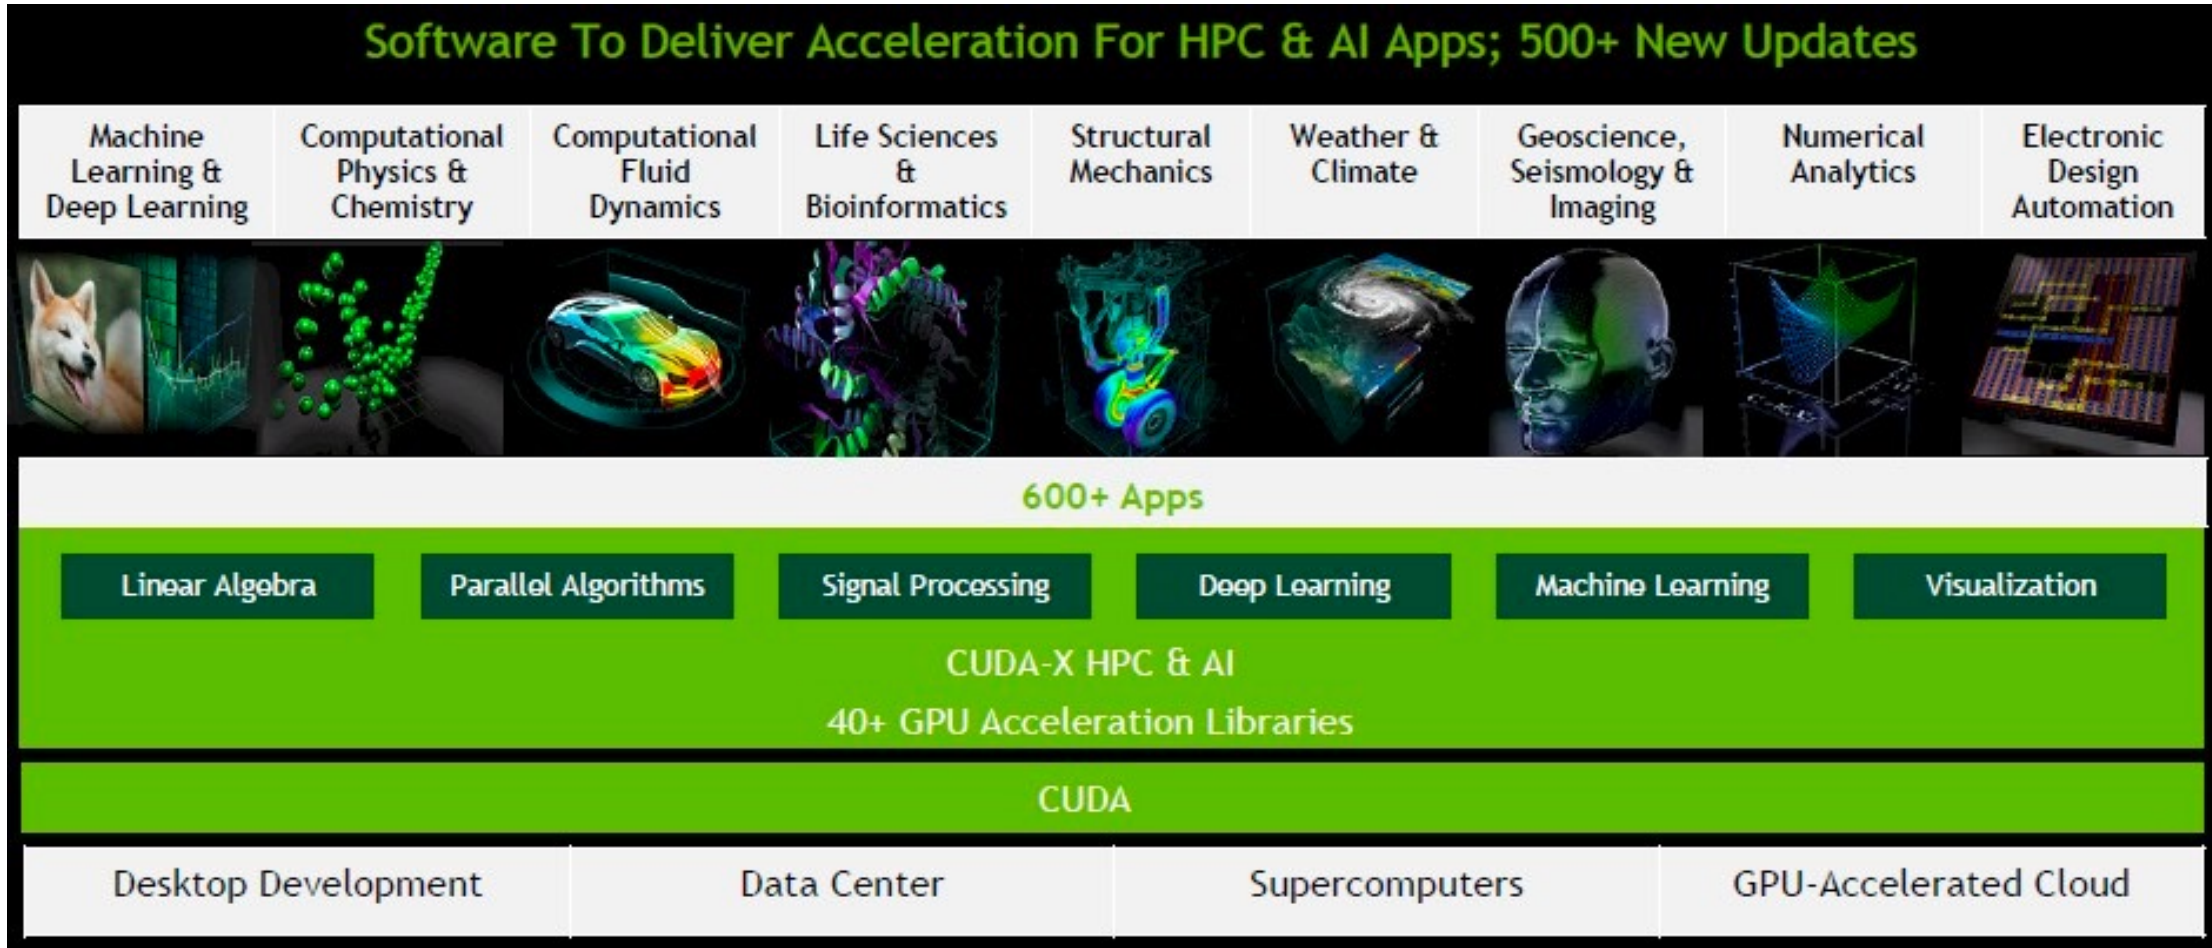 Software To Deliver Acceleration For HPC & AI Apps; 500+ New Updates
Machine
Learning &
Deep Learning
Computational
Physics &
Chemistry
Computational
Fluid
Dynamics
Life Sciences
&
Bioinformatics
Structural
Mechanics
Weather &
Climate
Geoscience,
Seismology &
Imaging
Numerical
Analytics
Electronic
Design
Automation
600+ Apps
Linear Algebra
Parallel Algorithms
Signal Processing
Deep Learning
Machine Learning
Visualization
CUDA-X HPC & AI
40+ GPU Acceleration Libraries
CUDA
Desktop Development
Data Center
Supercomputers
GPU-Accelerated Cloud